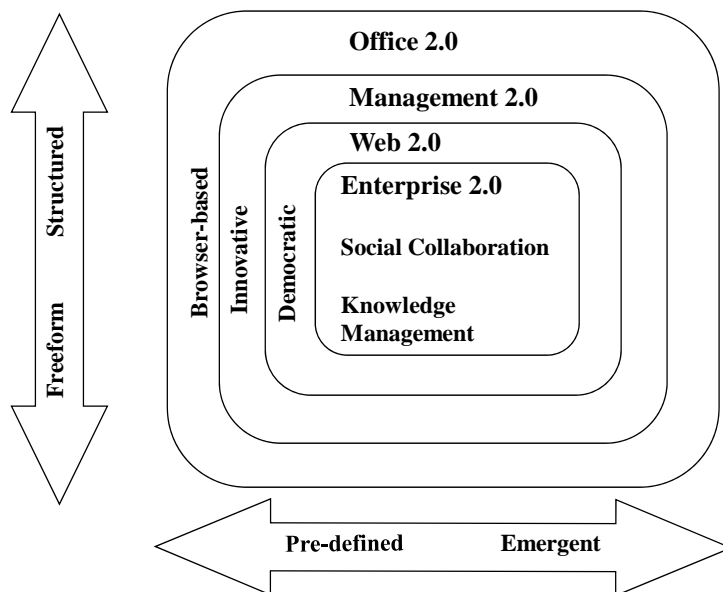 Office 2.0
Management 2.0
Web 2.0
Enterprise 2.0
Social Collaboration
Knowledge
Management
Structured
Freeform
Browser-based
Innovative
Democratic
Pre-defined
Emergent